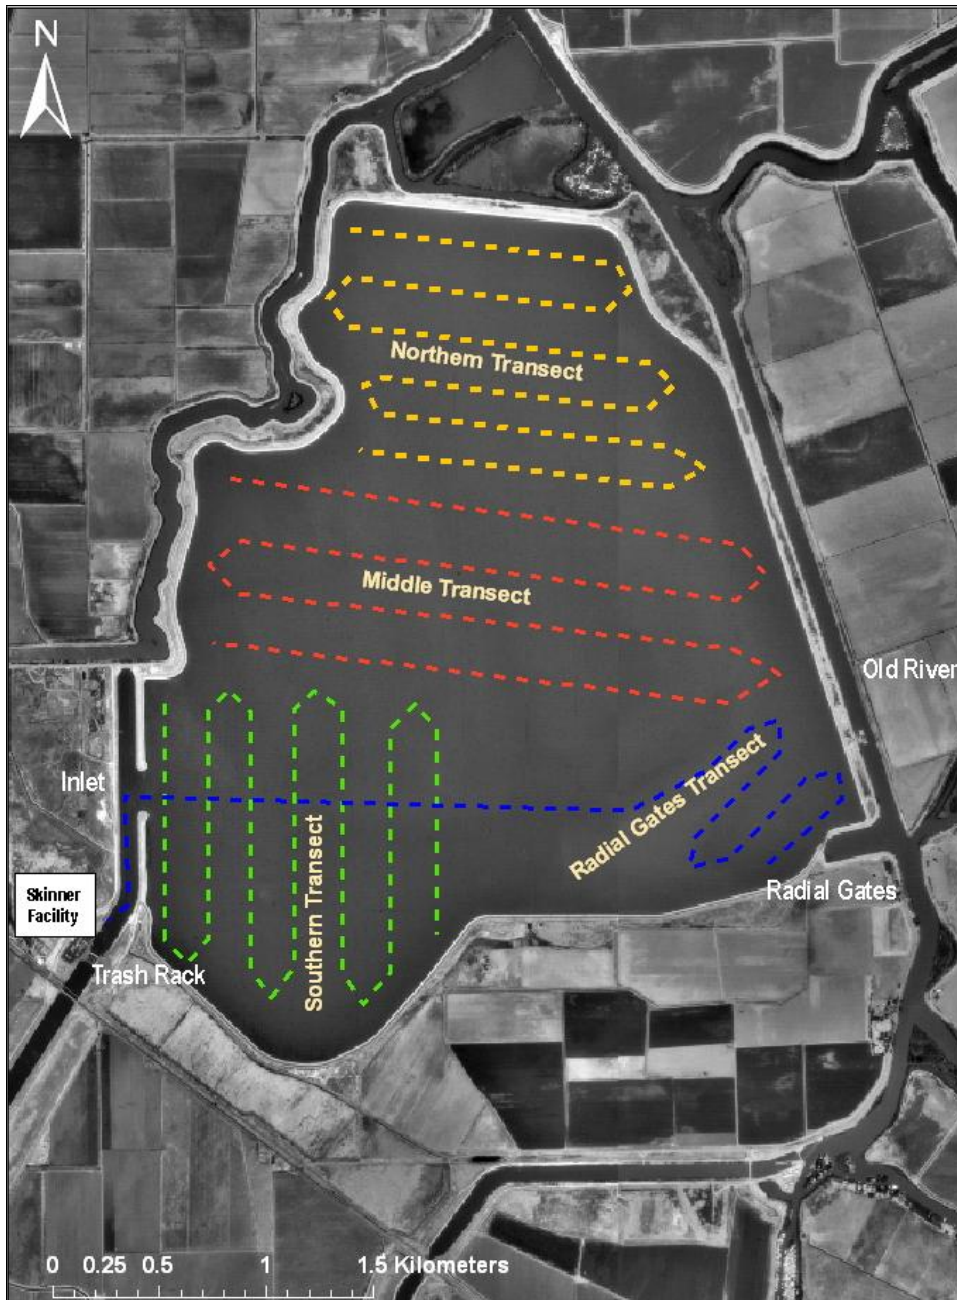 N
Northern Transect
Middle Transect
Old River
Inlet
Radial Gates Transect
Southern Transect
Skinner
Facility
Radial Gates
Trash Rack
0 0.25 0.5 1 1.5 Kilometers